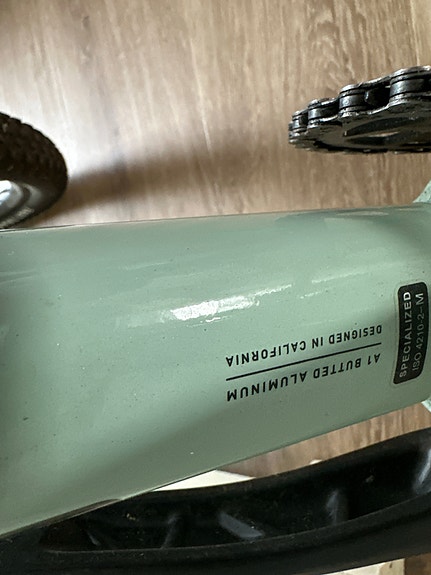 A1 BUTTED ALUMINUM
DESIGNED IN CALIFORNIA
SPECIALIZED
ISO 4210-2-M